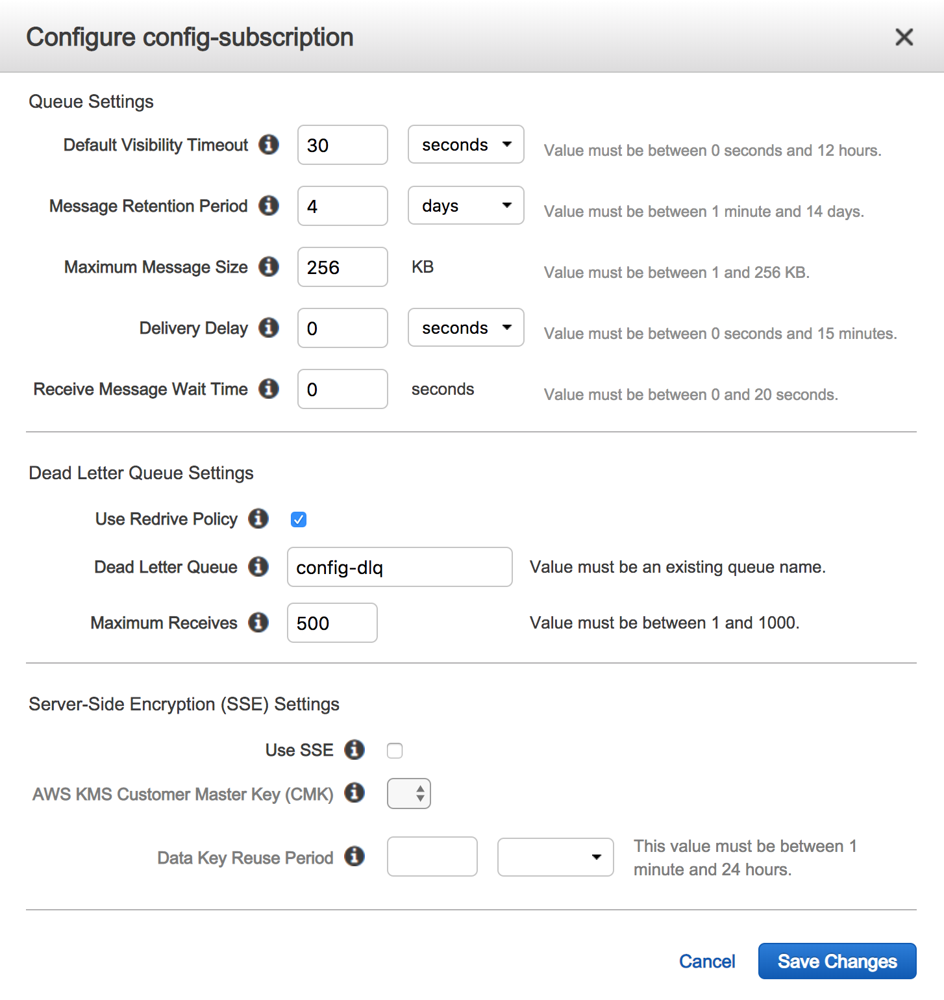 Configure config-subscription
Queue Settings
Default Visibility Timeout 30 seconds Value must be between 0 seconds and 12 hours.
Message Retention Period 4 days Value must be between 1 minute and 14 days.
Maximum Message Size 256 KB Value must be between 1 and 256 KB.
Delivery Delay 0 seconds Value must be between 0 seconds and 15 minutes.
Receive Message Wait Time 0 seconds Value must be between 0 and 20 seconds.
Dead Letter Queue Settings
Use Redrive Policy
Dead Letter Queue config-dlq Value must be an existing queue name.
Maximum Receives 500 Value must be between 1 and 1000.
Server-Side Encryption (SSE) Settings
Use SSE
AWS KMS Customer Master Key (CMK)
Data Key Reuse Period This value must be between 1
minute and 24 hours.
Cancel Save Changes